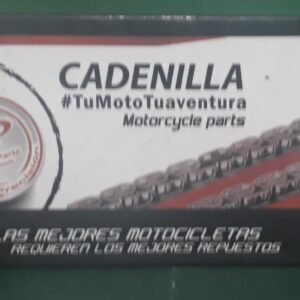 CADENILLA
#TuMotoTuaventura
Motorcycle parts
LAS MEJORES MOTOCICLETAS
REQUIEREN LOS MEJORES REPUESTOS